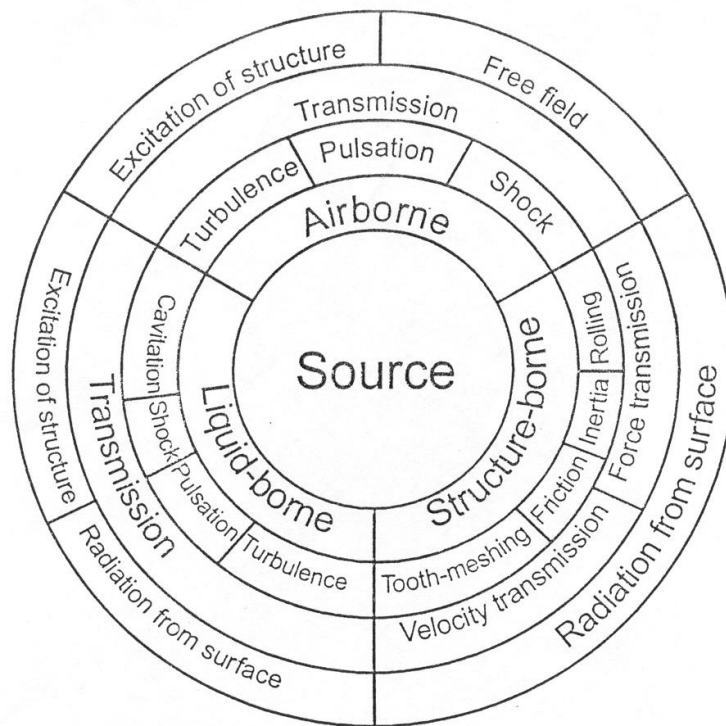 Excitation of structure
Free field
Transmission
Turbulence
Pulsation
Shock
Airborne
Source
Excitation of structure
Transmission
Cavitation
Shock
Pulsation
Turbulence
Liquid-borne
Radiation from surface
Structure-borne
Rolling
Inertia
Friction
Tooth-meshing
Force transmission
Velocity transmission
Radiation from surface